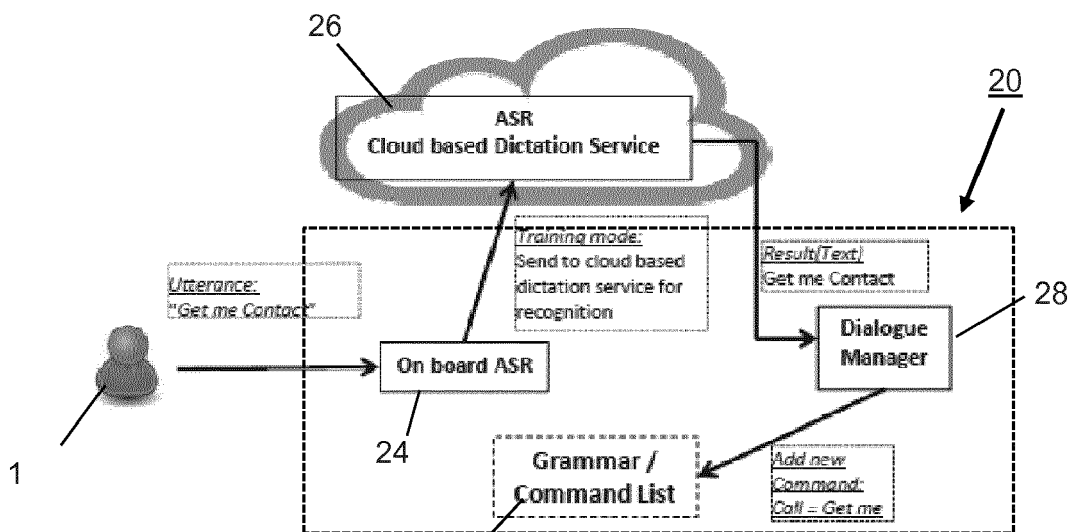 26
20
ASR
Cloud based Dictation Service
Training mode:
Send to cloud based
dictation service for
recognition
Result(Text)
Get me Contact
28
Utterance:
"Get me Contact"
Dialogue
Manager
On board ASR
1
24
Grammar /
Command List
Add new
Command:
Call = Get me